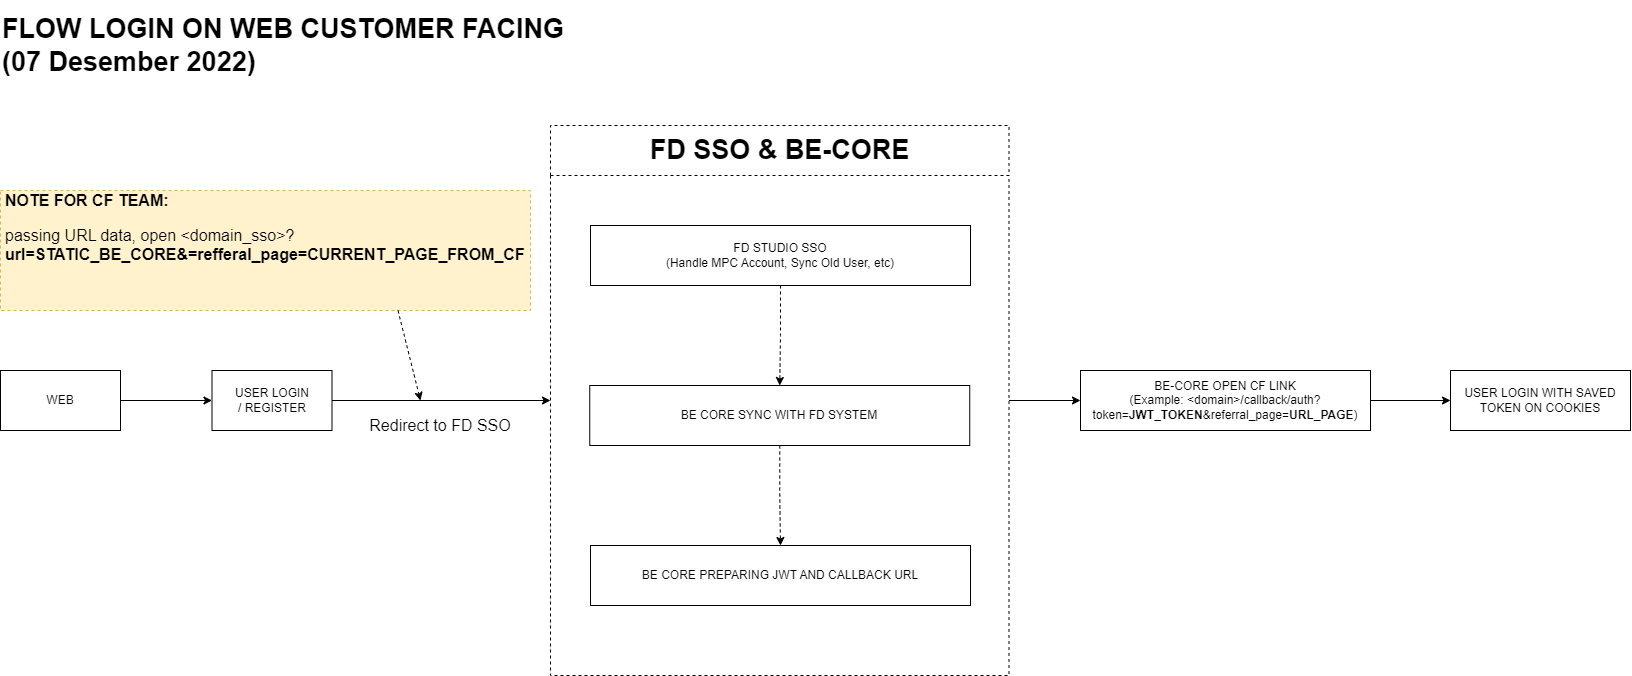 FLOW LOGIN ON WEB CUSTOMER FACING
(07 Desember 2022)
FD SSO & BE-CORE
NOTE FOR CF TEAM:
passing URL data, open <domain_sso>?
url=STATIC_BE_CORE&=refferal_page=CURRENT_PAGE_FROM_CF
FD STUDIO SSO
(Handle MPC Account, Sync Old User, etc)
WEB
USER LOGIN
/ REGISTER
Redirect to FD SSO
BE CORE SYNC WITH FD SYSTEM
BE CORE PREPARING JWT AND CALLBACK URL
BE-CORE OPEN CF LINK
(Example: <domain>/callback/auth?
token=JWT_TOKEN&referral_page=URL_PAGE)
USER LOGIN WITH SAVED
TOKEN ON COOKIES